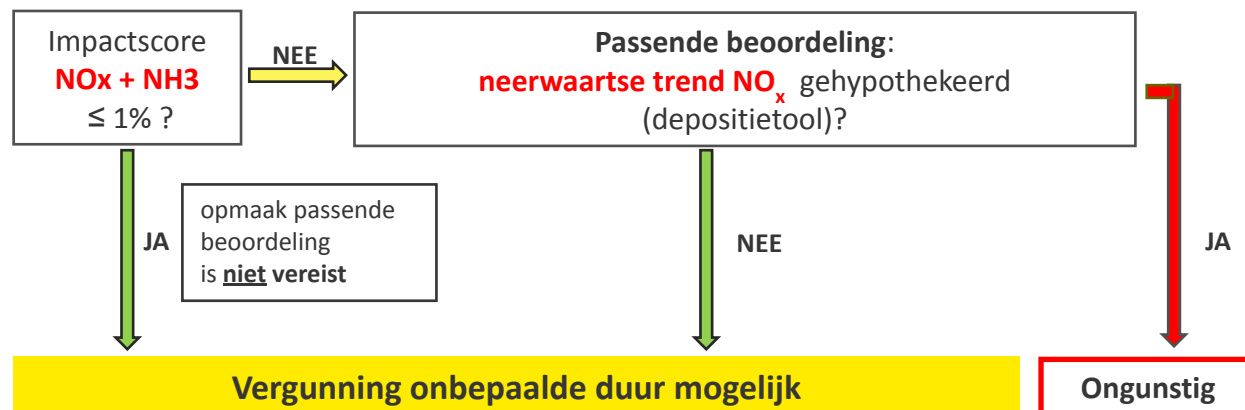 Impactscore
NOx + NH3
≤ 1% ?
NEE
Passende beoordeling:
neerwaartse trend NOx gehypothekeerd
(depositietool)?
JA
opmaak passende
beoordeling
is niet vereist
NEE
JA
Vergunning onbepaalde duur mogelijk
Ongunstig